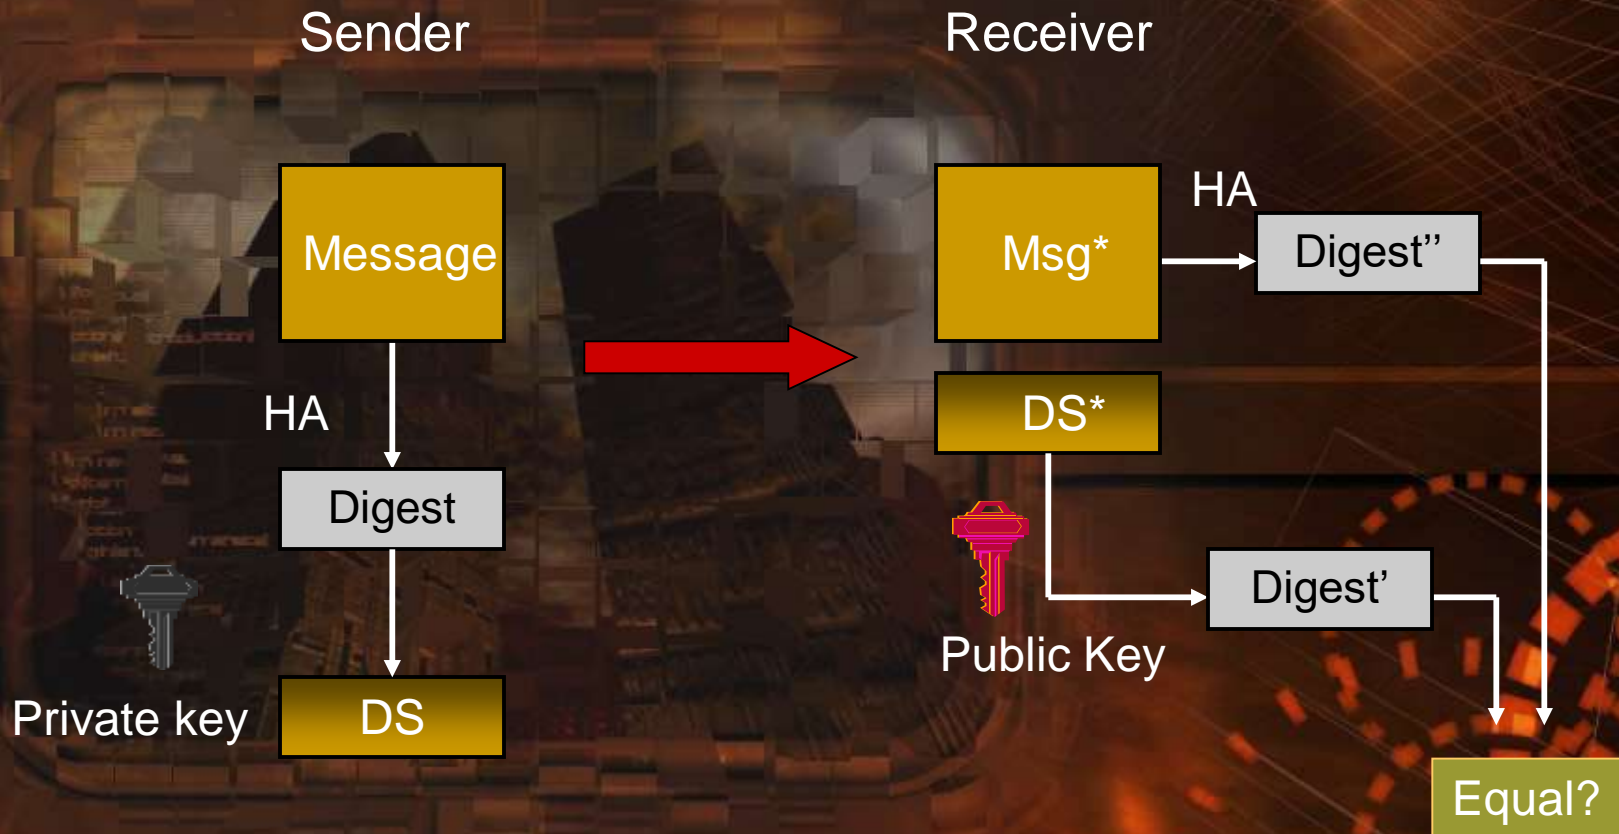 Sender
Receiver
Message
HA
Digest
Private key
DS
Msg*
HA
Digest’’
DS*
Public Key
Digest’
Equal?